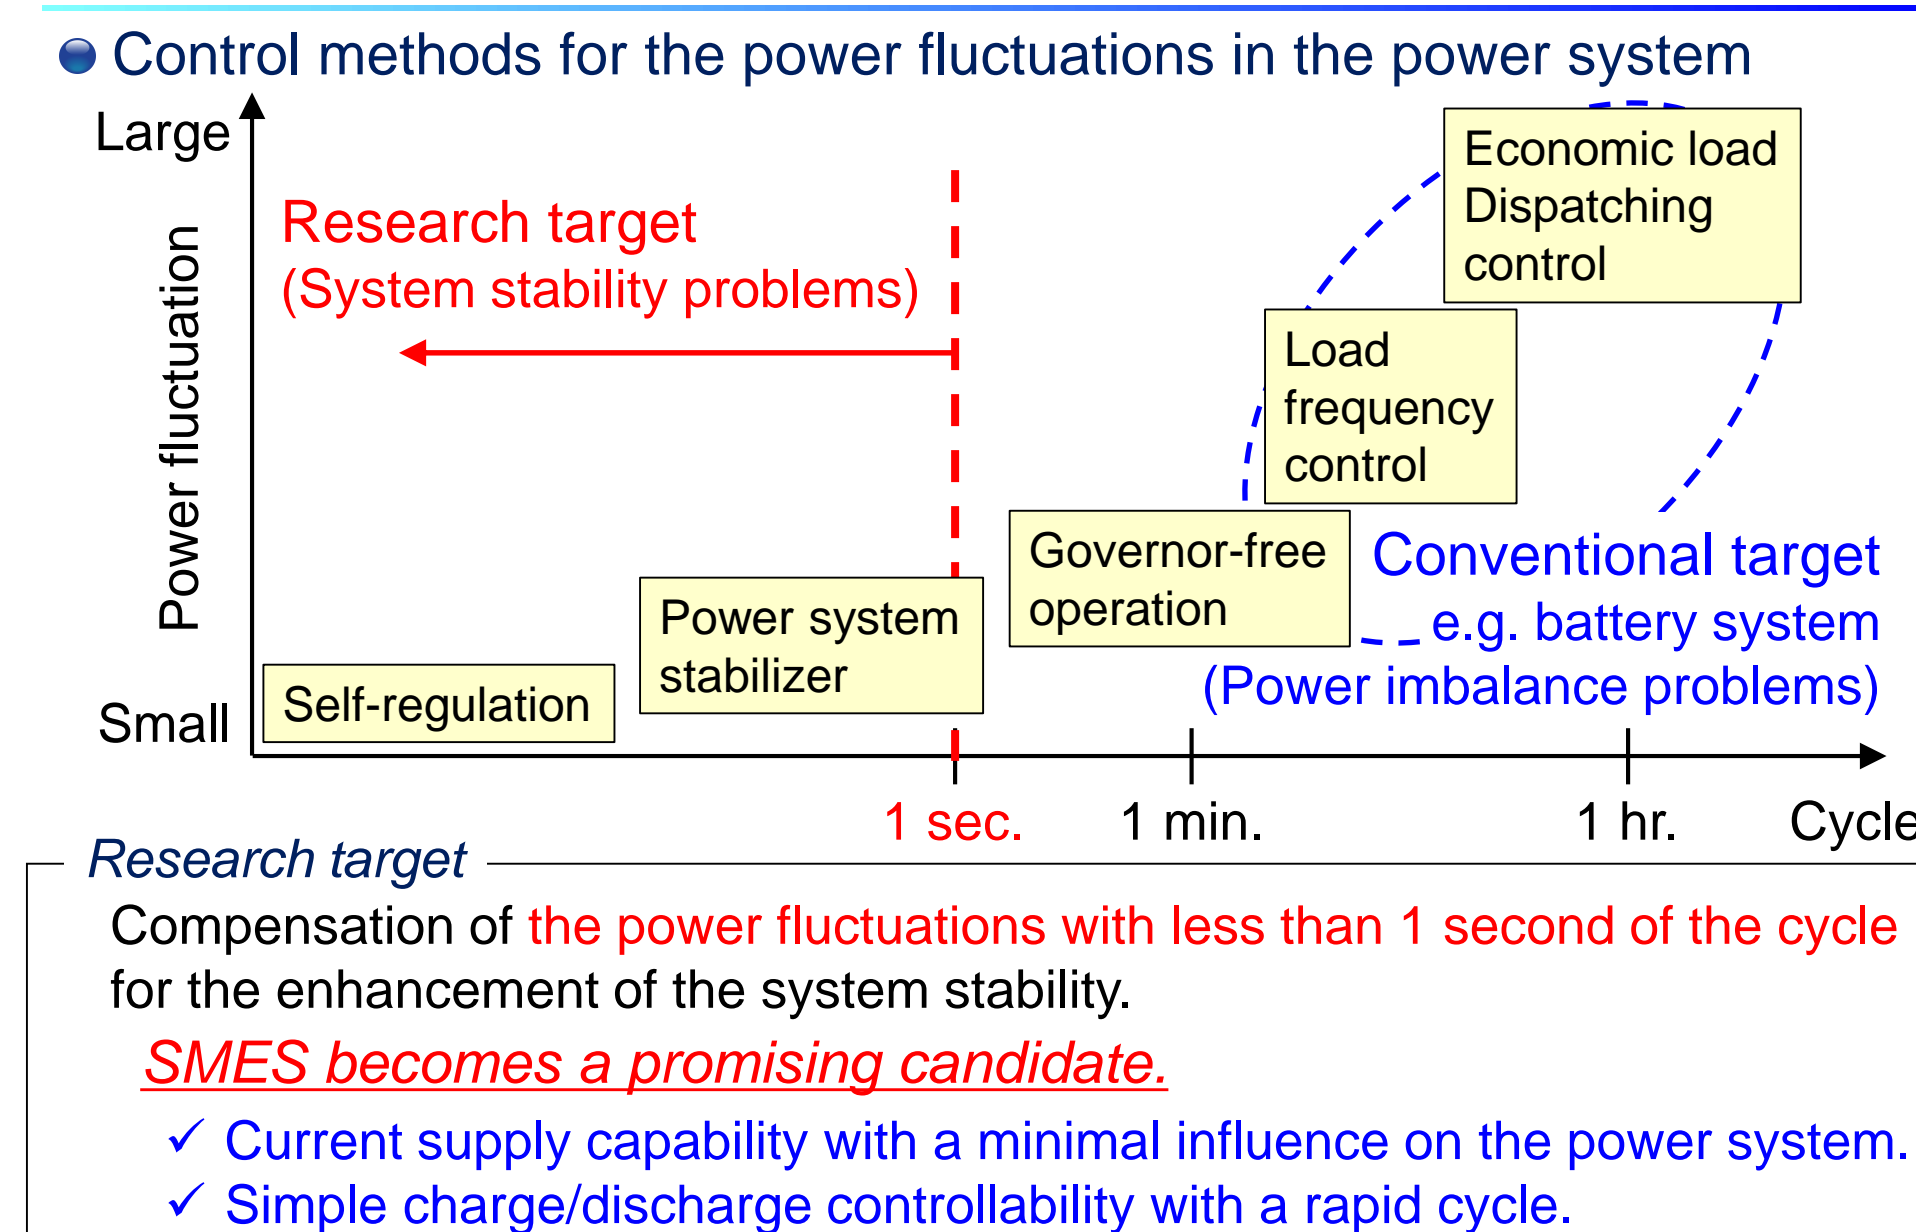 Control methods for the power fluctuations in the power system
Large
Power fluctuation
Small
Research target
(System stability problems)
Economic load
Dispatching
control
Load
frequency
control
Governor-free
operation
Power system
stabilizer
Self-regulation
Conventional target
e.g. battery system
(Power imbalance problems)
1 sec.
1 min.
1 hr.
Cycle
Research target
Compensation of the power fluctuations with less than 1 second of the cycle
for the enhancement of the system stability.
SMES becomes a promising candidate.
✓ Current supply capability with a minimal influence on the power system.
✓ Simple charge/discharge controllability with a rapid cycle.